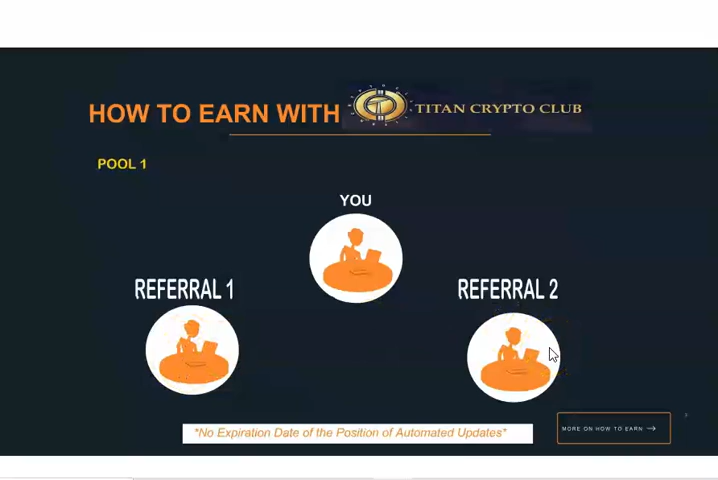 HOW TO EARN WITH TITAN CRYPTO CLUB
POOL 1
YOU
REFERRAL 1
REFERRAL 2
MORE ON HOW TO EARN
*No Expiration Date of the Position of Automated Updates*